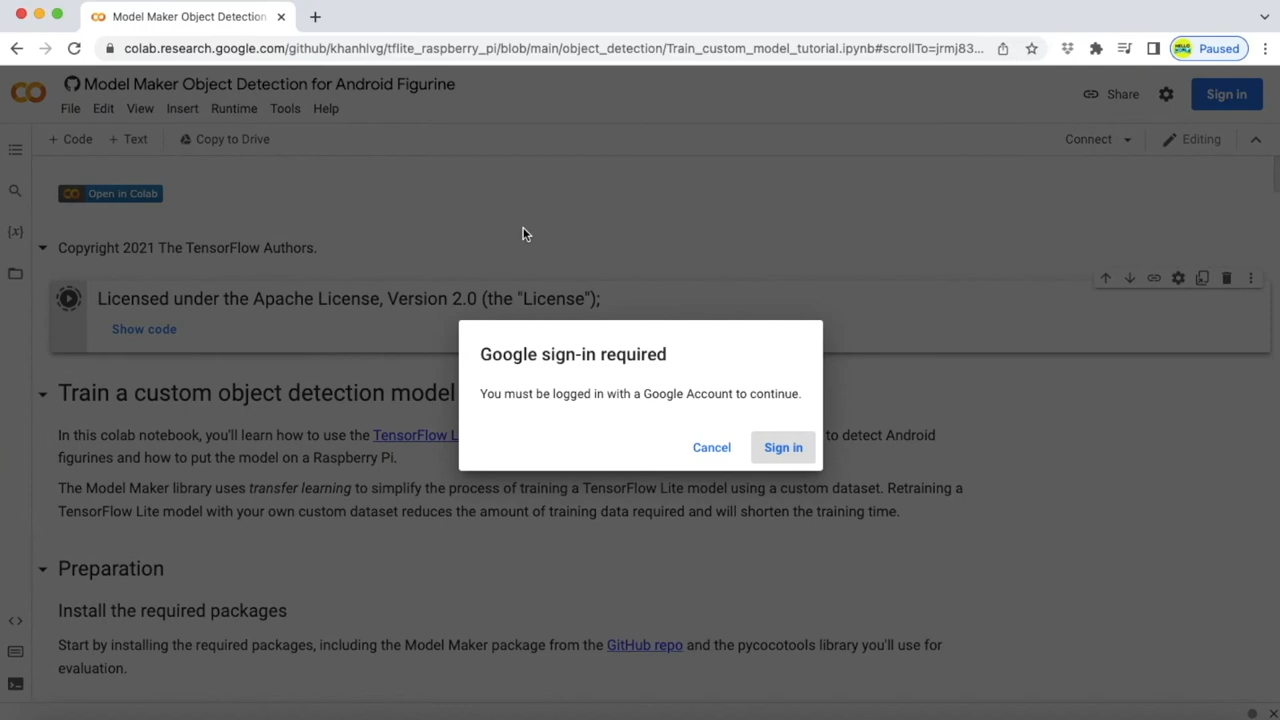 Model Maker Object Detection
colab.research.google.com/github/khanhlvg/tflite_raspberry_pi/blob/main/object_detection/Train_custom_model_tutorial.ipynb#scrollTo=jrmj83...
Paused
Model Maker Object Detection for Android Figurine
Share
Sign in
File Edit View Insert Runtime Tools Help
+ Code + Text Copy to Drive
Connect
Editing
Open in Colab
Copyright 2021 The TensorFlow Authors.
Licensed under the Apache License, Version 2.0 (the "License");
Show code
Google sign-in required
You must be logged in with a Google Account to continue.
Cancel Sign in
Train a custom object detection model
In this colab notebook, you'll learn how to use the TensorFlow L to detect Android
figurines and how to put the model on a Raspberry Pi.
The Model Maker library uses transfer learning to simplify the process of training a TensorFlow Lite model using a custom dataset. Retraining a
TensorFlow Lite model with your own custom dataset reduces the amount of training data required and will shorten the training time.
Preparation
Install the required packages
Start by installing the required packages, including the Model Maker package from the GitHub repo and the pycocotools library you'll use for
evaluation.